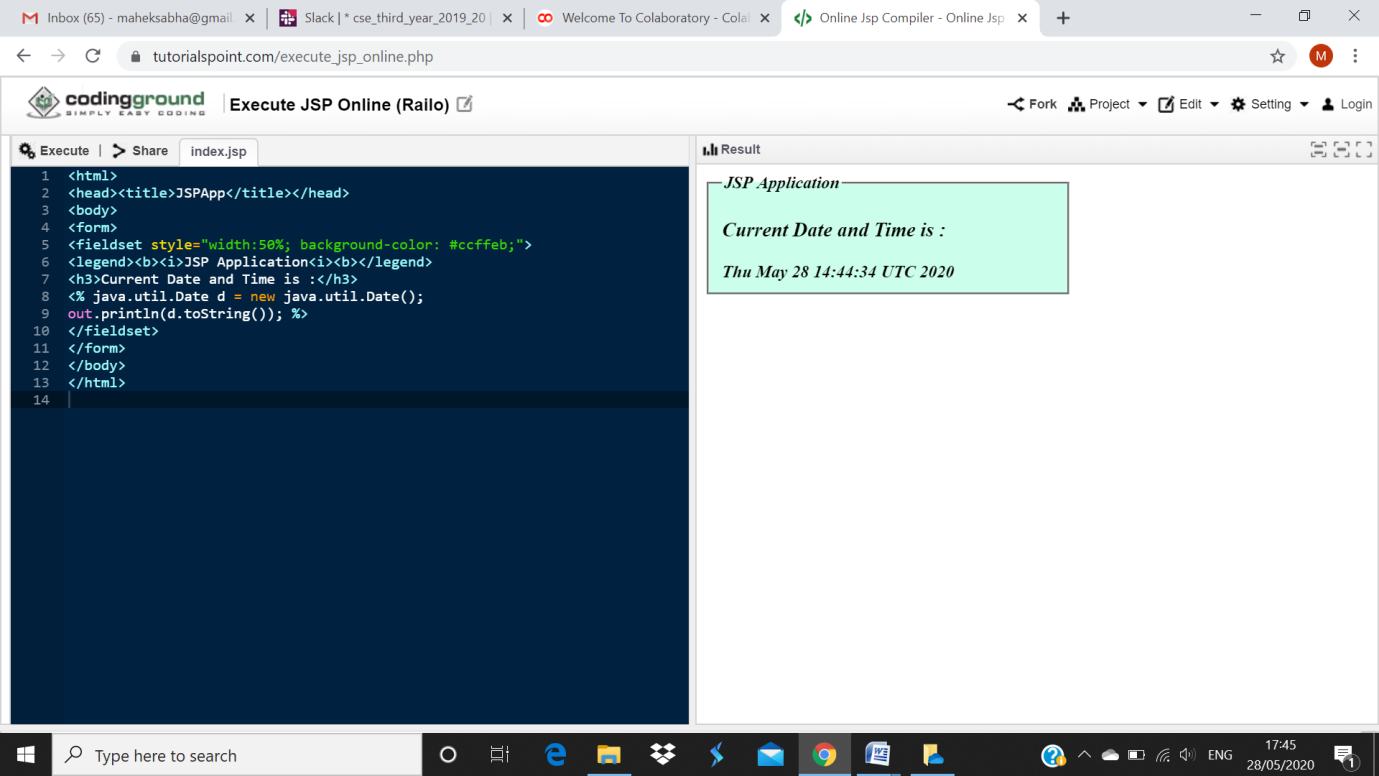 Inbox (65) - maheksabha@gmail.
Slack | * cse_third_year_2019_20 |
Welcome To Colaboratory - Cola
Online Jsp Compiler - Online Jsp
tutorialspoint.com/execute_jsp_online.php
M
codingground
SIMPLY EASY CODING
Execute JSP Online (Railo)
Fork
Project
Edit
Setting
Login
Execute | Share
index.jsp
Result
1 <html>
2 <head><title>JSPApp</title></head>
3 <body>
4 <form>
5 <fieldset style="width:50%; background-color: #ccffeb;">
6 <legend><b><i>JSP Application<i><b></legend>
7 <h3>Current Date and Time is :</h3>
8 <% java.util.Date d = new java.util.Date();
9 out.println(d.toString()); %>
10 </fieldset>
11 </form>
12 </body>
13 </html>
14
JSP Application
Current Date and Time is :
Thu May 28 14:44:34 UTC 2020
Type here to search
ENG
17:45
28/05/2020
1